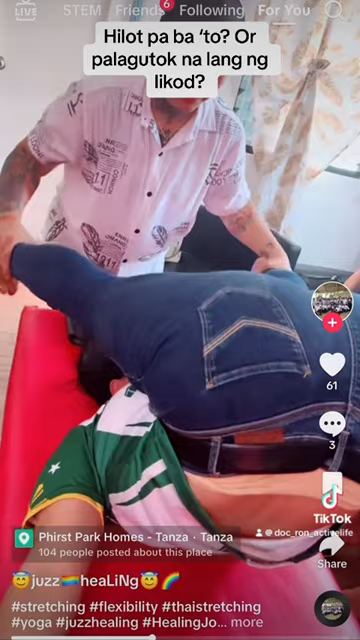 LIVE
STEM
Friends
6
Following
For You
Hilot pa ba ‘to? Or
palagutok na lang ng
likod?
61
3
TikTok
@ doc_ron_activelife
Share
Phirst Park Homes - Tanza · Tanza
104 people posted about this place
😇juzz🏳️‍🌈heaLiNg😇🌈
#stretching #flexibility #thaistretching
#yoga #juzzhealing #HealingJo... more